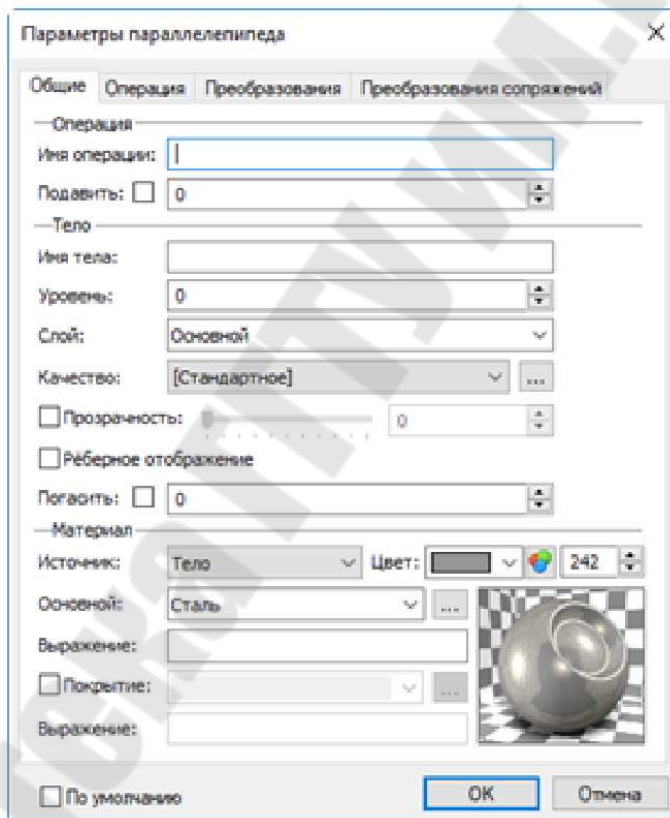 Параметры параллелепипеда
Общие Операция Преобразования Преобразования сопряжений
Операция
Имя операции:
Подавить: 0
Тело
Имя тела:
Уровень: 0
Слой: Основной
Качество: [Стандартное] ...
Прозрачность: 0
Рёберное отображение
Погасить: 0
Материал
Источник: Тело Цвет: 242
Основной: Сталь ...
Выражение:
Покрытие: ...
Выражение:
По умолчанию OK Отмена